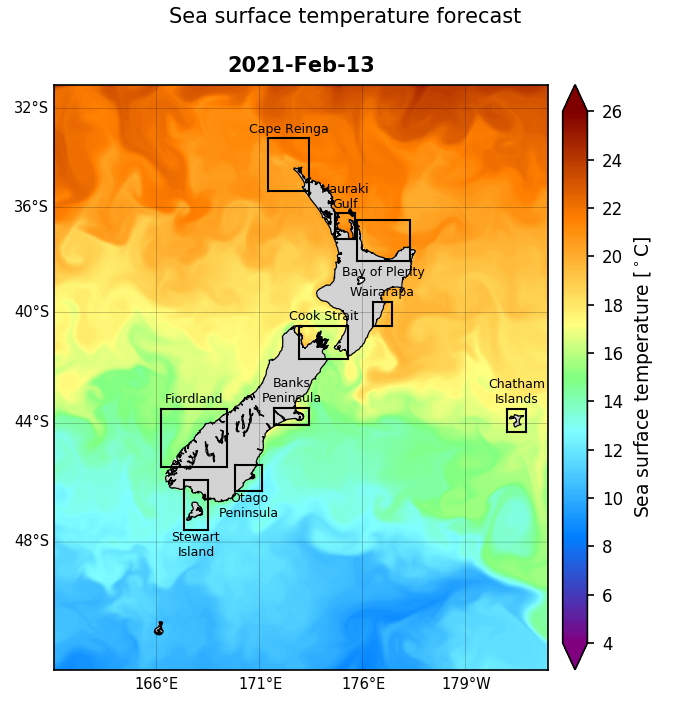 Sea surface temperature forecast
2021-Feb-13
32°S
36°S
40°S
44°S
48°S
166°E
171°E
176°E
179°W
Cape Reinga
Hauraki
Gulf
Bay of Plenty
Wairarapa
Cook Strait
Banks
Peninsula
Chatham
Islands
Fiordland
Otago
Peninsula
Stewart
Island
26
24
22
20
18
16
14
12
10
8
6
4
Sea surface temperature [°C]